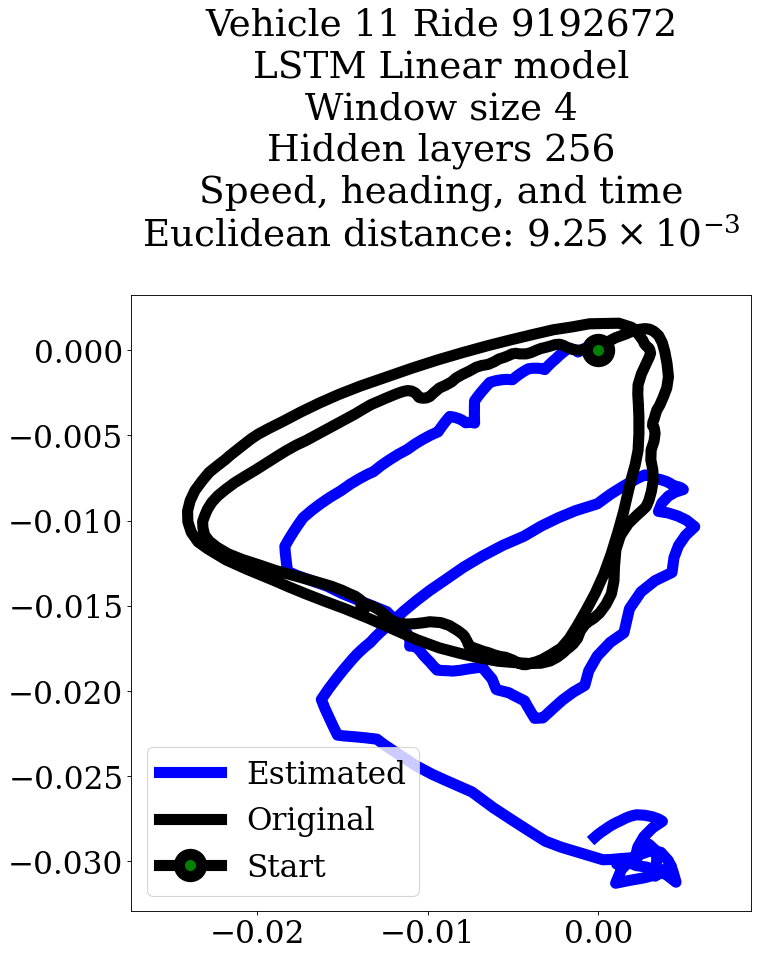 Vehicle 11 Ride 9192672
LSTM Linear model
Window size 4
Hidden layers 256
Speed, heading, and time
Euclidean distance: 9.25 × 10⁻³
0.000
−0.005
−0.010
−0.015
−0.020
−0.025
−0.030
Estimated
Original
Start
−0.02 −0.01 0.00